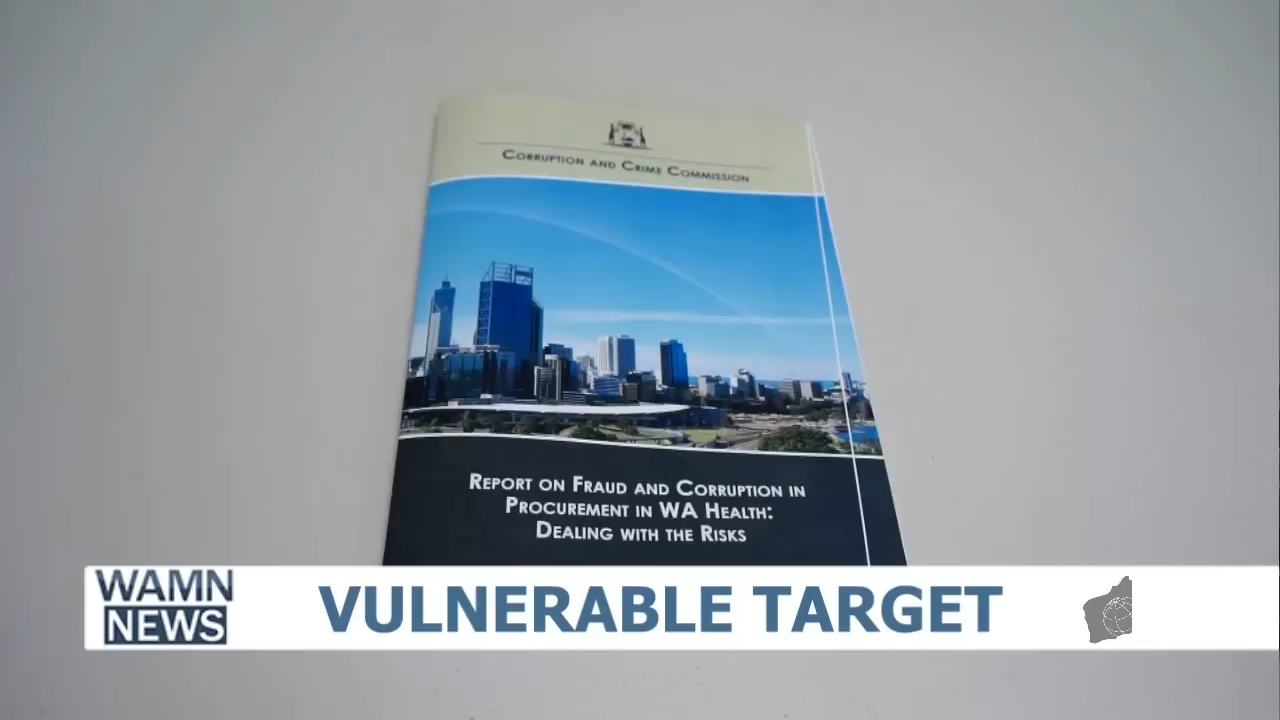 Corruption and Crime Commission
Report on Fraud and Corruption in
Procurement in WA Health:
Dealing with the Risks
WAMN
NEWS
VULNERABLE TARGET